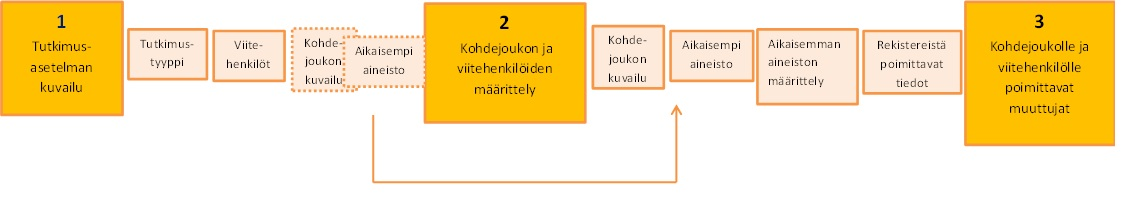 1
Tutkimus-
asetelman
kuvailu
Tutkimus-
tyyppi
Viite-
henkilöt
Kohde-
joukon
kuvailu
Aikaisempi
aineisto
2
Kohdejoukon ja
viitehenkilöiden
määrittely
Kohde-
joukon
kuvailu
Aikaisempi
aineisto
Aikaisemman
aineiston
määrittely
Rekistereistä
poimittavat
tiedot
3
Kohdejoukolle ja
viitehenkilölle
poimittavat
muuttujat